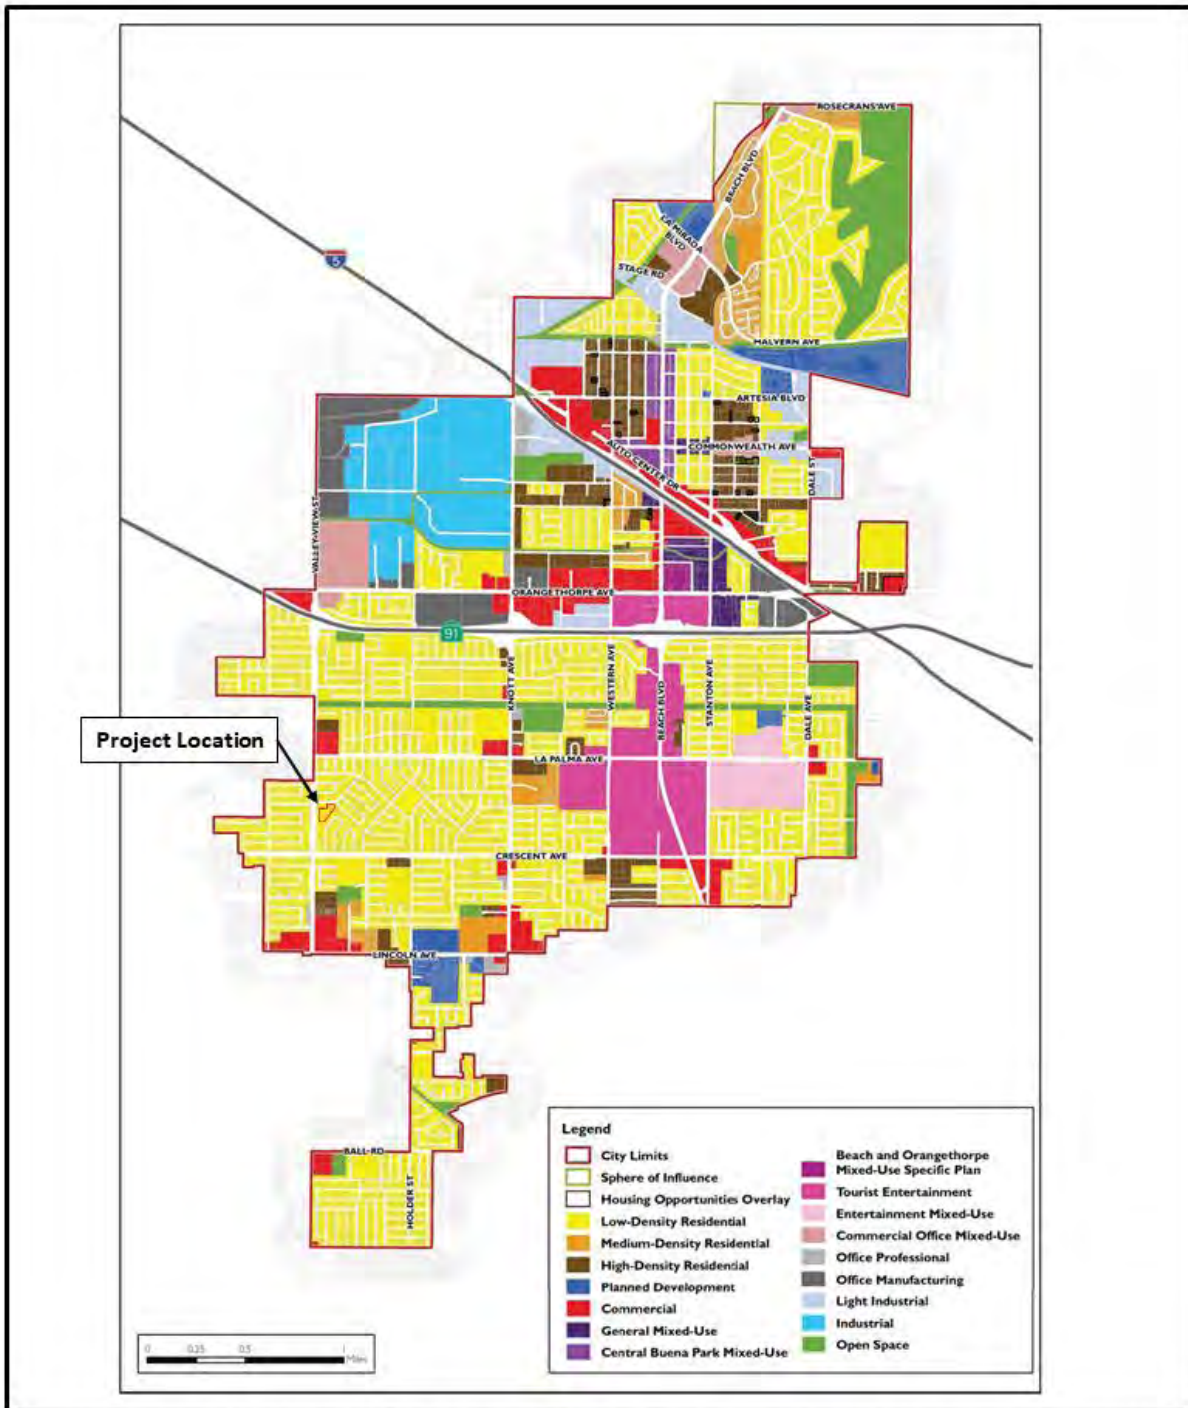 ROSECRANS AVE
BEACH BLVD
LA MIRADA
BLVD
STAGE RD
5
MALVERN AVE
ARTESIA BLVD
COMMONWEALTH AVE
AUTO CENTER DR
DALE ST
VALLEY VIEW ST
ORANGETHORPE AVE
91
KNOTT AVE
WESTERN AVE
BEACH BLVD
STANTON AVE
DALE AVE
Project Location
LA PALMA AVE
CRESCENT AVE
LINCOLN AVE
BALL RD
HOLDER ST
Legend
City Limits
Sphere of Influence
Housing Opportunities Overlay
Low-Density Residential
Medium-Density Residential
High-Density Residential
Planned Development
Commercial
General Mixed-Use
Central Buena Park Mixed-Use
Beach and Orangethorpe
Mixed-Use Specific Plan
Tourist Entertainment
Entertainment Mixed-Use
Commercial Office Mixed-Use
Office Professional
Office Manufacturing
Light Industrial
Industrial
Open Space
0 0.25 0.5 1
Miles